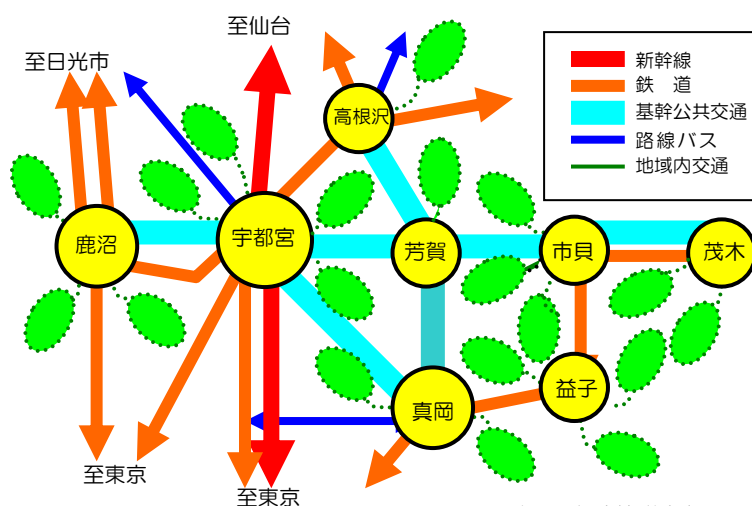 至仙台
至日光市
新幹線
鉄　道
基幹公共交通
路線バス
地域内交通
高根沢
鹿沼
宇都宮
芳賀
市貝
茂木
益子
真岡
至東京
至東京